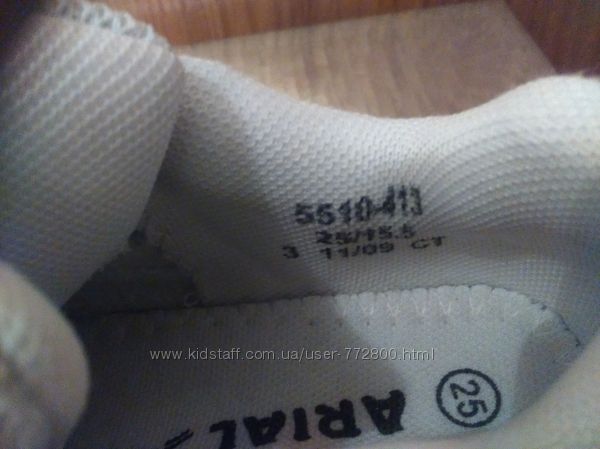 5510-413
25/15.5
3 11/09 CT
www.kidstaff.com.ua/user-772800.html
25
ARIAL